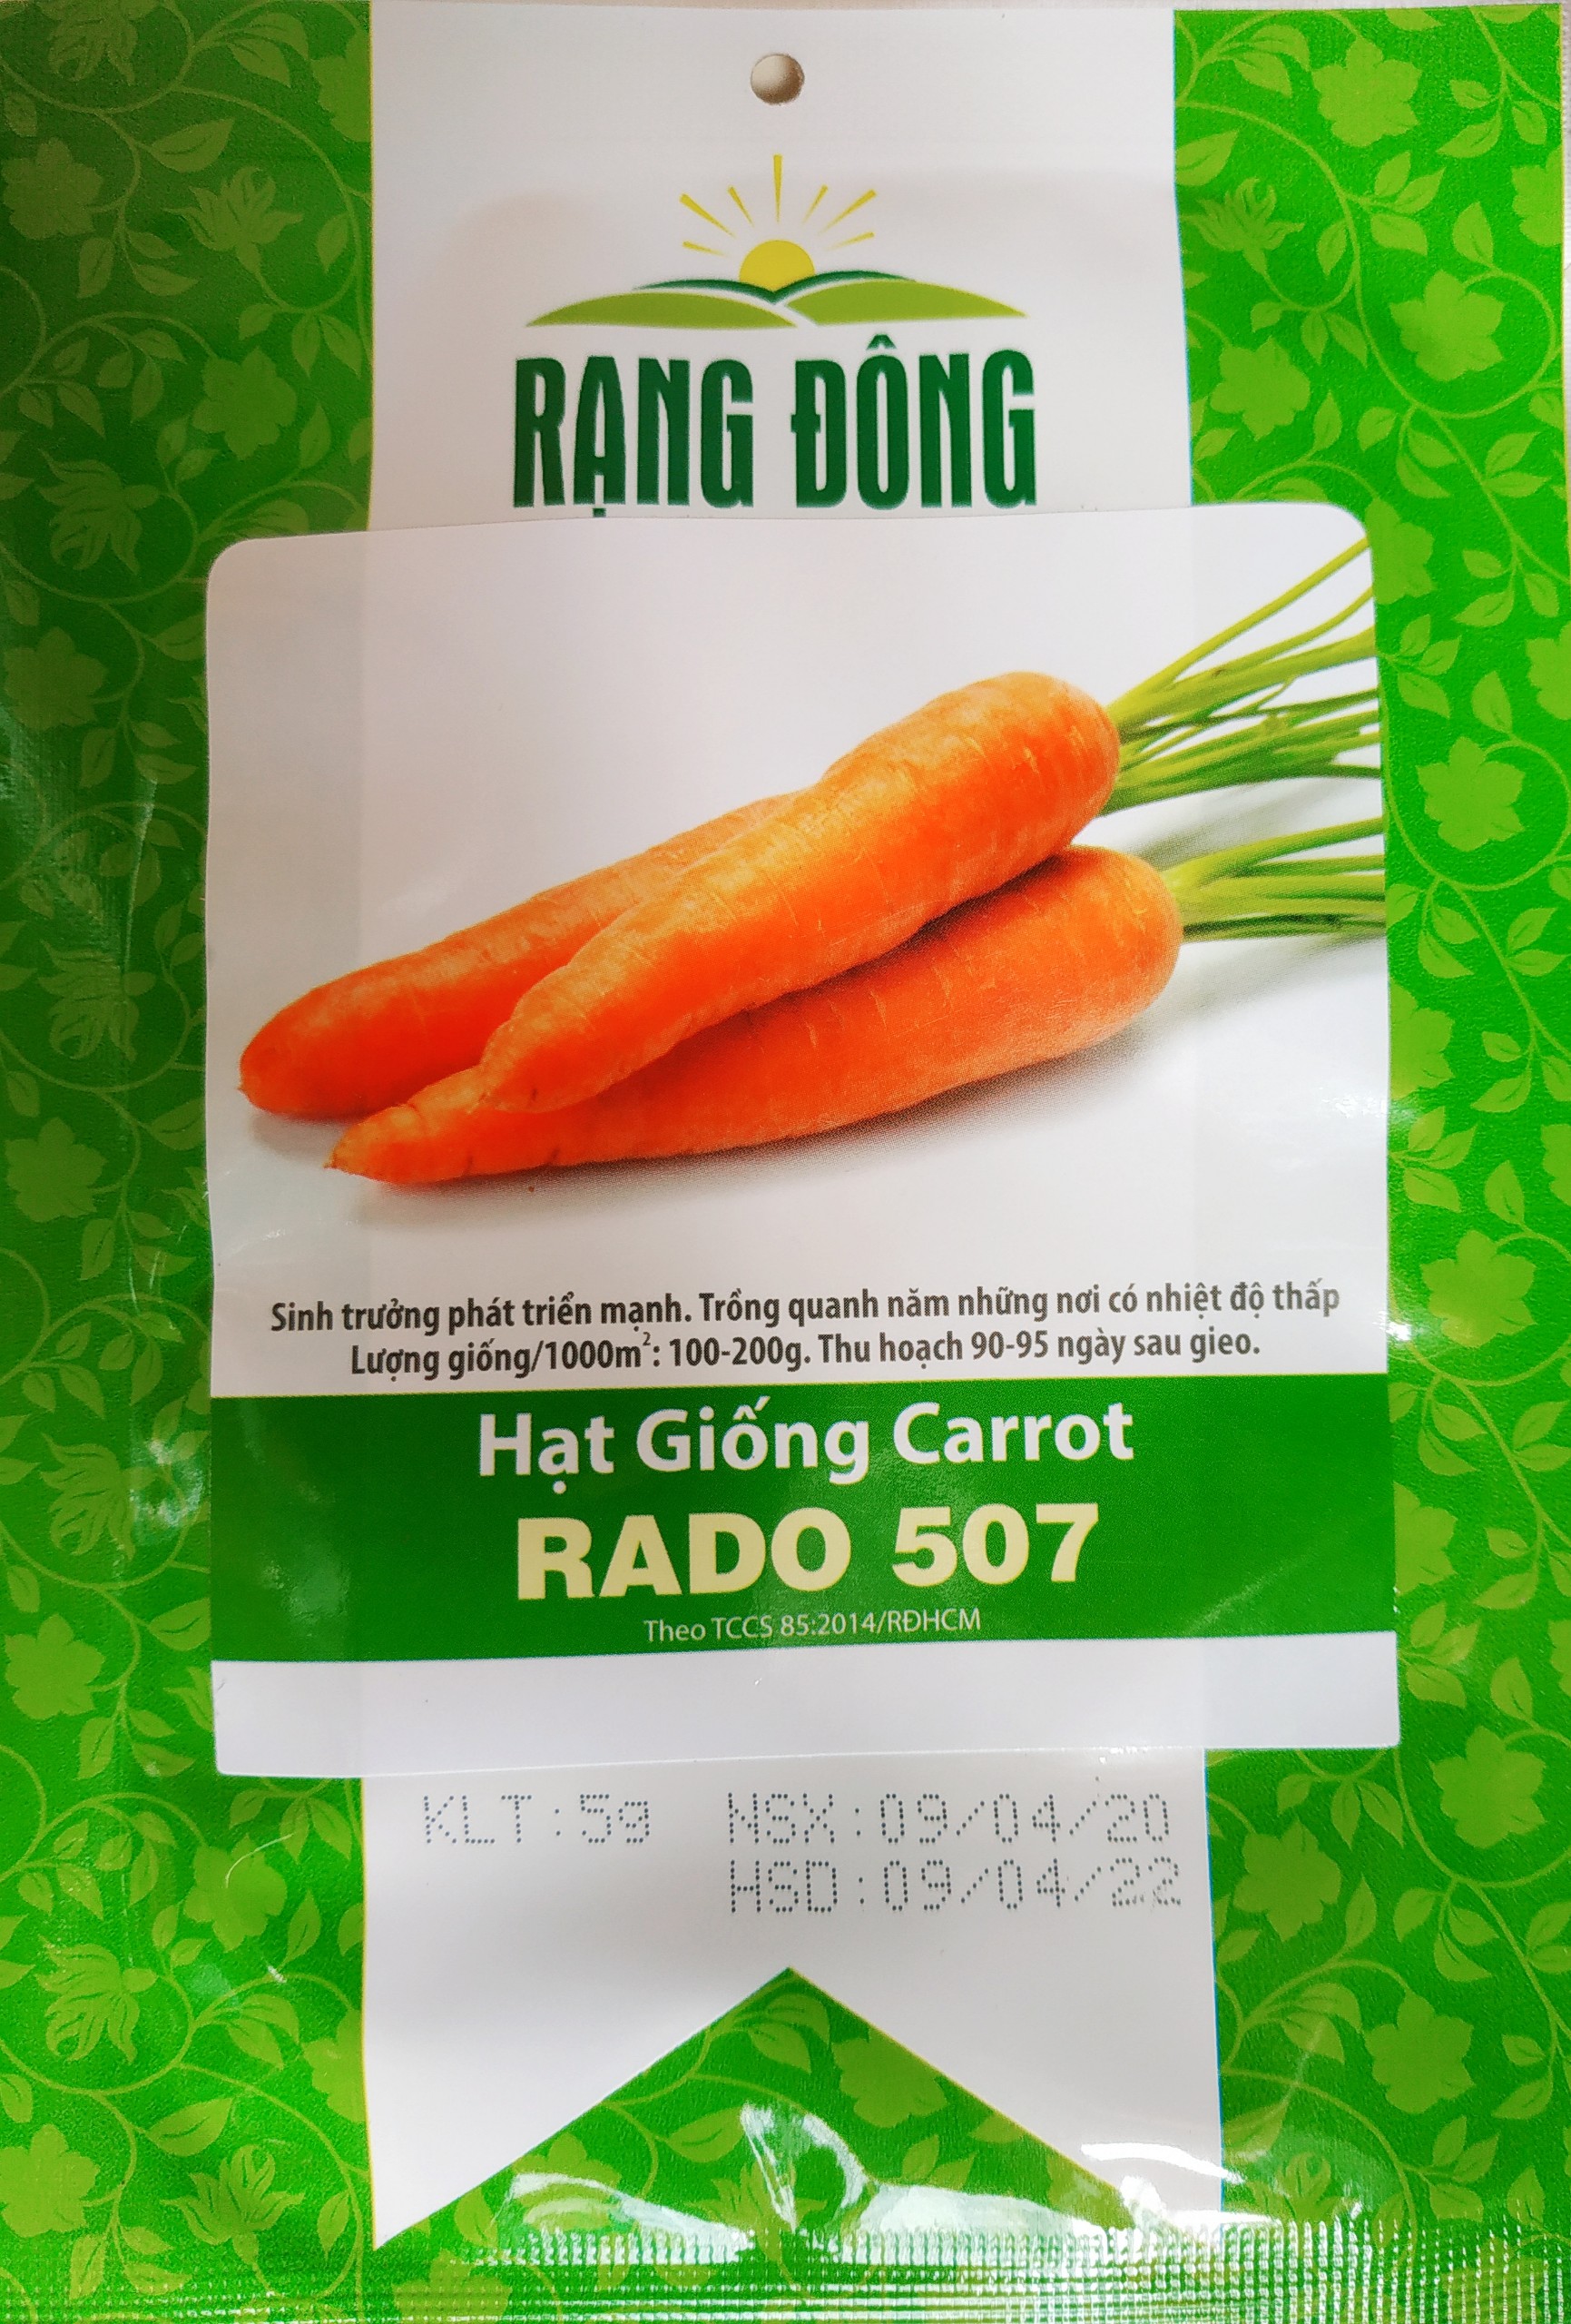 RẠNG ĐÔNG
Sinh trưởng phát triển mạnh. Trồng quanh năm những nơi có nhiệt độ thấp
Lượng giống/1000m²: 100-200g. Thu hoạch 90-95 ngày sau gieo.
Hạt Giống Carrot
RADO 507
Theo TCCS 85:2014/RĐHCM
KLT:5g NSX:09/04/20
HSD:09/04/22